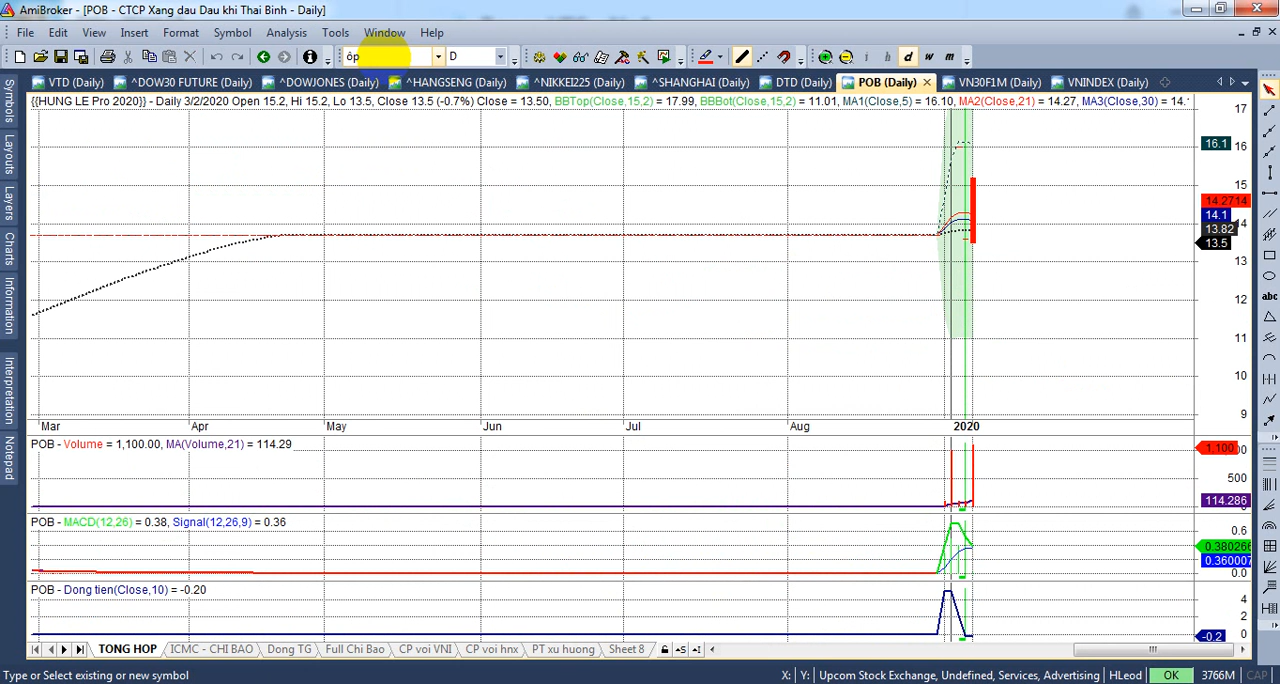 AmiBroker - [POB - CTCP Xang dau Dau khi Thai Binh - Daily]
File Edit View Insert Format Symbol Analysis Tools Window Help
ôp D i h d w m
VTD (Daily) ^DOW30 FUTURE (Daily) ^DOWJONES (Daily) ^HANGSENG (Daily) ^NIKKEI225 (Daily) ^SHANGHAI (Daily) DTD (Daily) POB (Daily) VN30F1M (Daily) VNINDEX (Daily)
{{HUNG LE Pro 2020}} - Daily 3/2/2020 Open 15.2, Hi 15.2, Lo 13.5, Close 13.5 (-0.7%) Close = 13.50, BBTop(Close,15,2) = 17.99, BBBot(Close,15,2) = 11.01, MA1(Close,5) = 16.10, MA2(Close,21) = 14.27, MA3(Close,30) = 14.
Symbols
Layouts
Layers
Charts
Information
Interpretation
Notepad
abc
17
16.1
16
15
14.2714
14.1
14
13.82
13.5
13
12
11
10
9
Mar Apr May Jun Jul Aug 2020
POB - Volume = 1,100.00, MA(Volume,21) = 114.29
1,100
500
114.286
POB - MACD(12,26) = 0.38, Signal(12,26,9) = 0.36
0.6
0.380266
0.360007
0.0
POB - Dong tien(Close,10) = -0.20
4
2
0
-0.2
TONG HOP ICMC - CHI BAO Dong TG Full Chi Bao CP voi VNI CP voi hnx PT xu huong Sheet 8
Type or Select existing or new symbol X: Y: Upcom Stock Exchange, Undefined, Services, Advertising HLeod OK 3766M CAP